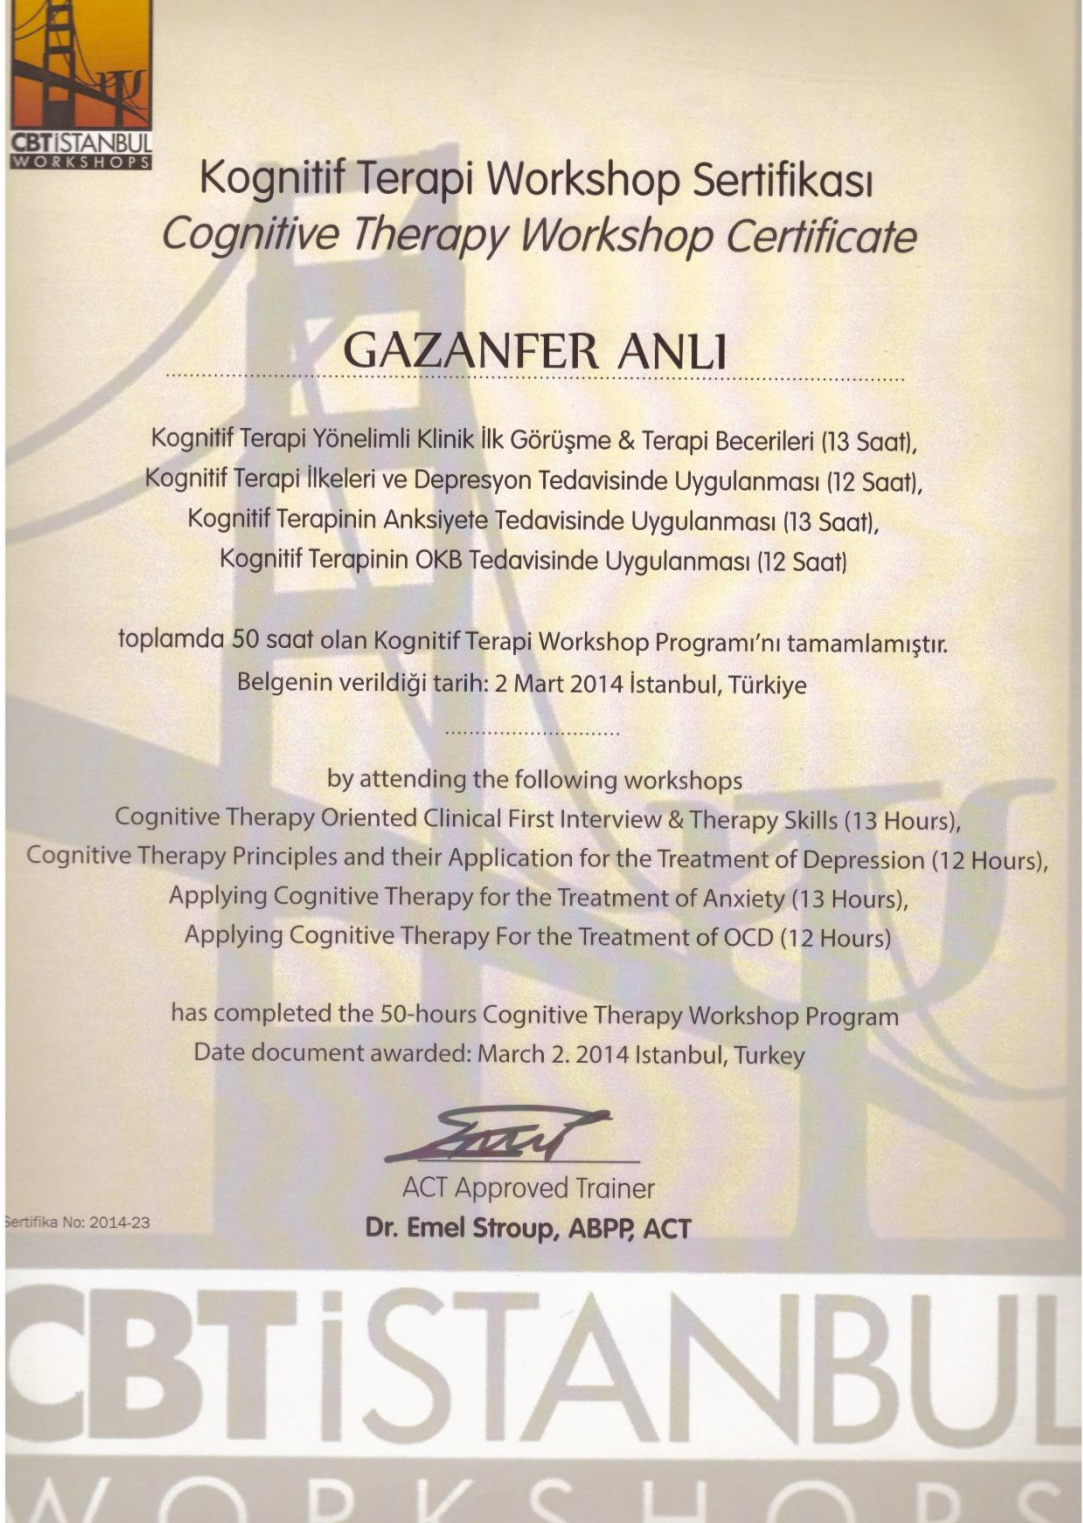 CBTiSTANBUL
WORKSHOPS
Kognitif Terapi Workshop Sertifikası
Cognitive Therapy Workshop Certificate
GAZANFER ANLI
Kognitif Terapi Yönelimli Klinik İlk Görüşme & Terapi Becerileri (13 Saat),
Kognitif Terapi İlkeleri ve Depresyon Tedavisinde Uygulanması (12 Saat),
Kognitif Terapinin Anksiyete Tedavisinde Uygulanması (13 Saat),
Kognitif Terapinin OKB Tedavisinde Uygulanması (12 Saat)
toplamda 50 saat olan Kognitif Terapi Workshop Programı'nı tamamlamıştır.
Belgenin verildiği tarih: 2 Mart 2014 İstanbul, Türkiye
by attending the following workshops
Cognitive Therapy Oriented Clinical First Interview & Therapy Skills (13 Hours),
Cognitive Therapy Principles and their Application for the Treatment of Depression (12 Hours),
Applying Cognitive Therapy for the Treatment of Anxiety (13 Hours),
Applying Cognitive Therapy For the Treatment of OCD (12 Hours)
has completed the 50-hours Cognitive Therapy Workshop Program
Date document awarded: March 2. 2014 Istanbul, Turkey
ACT Approved Trainer
Dr. Emel Stroup, ABPP, ACT
Sertifika No: 2014-23
CBTiSTANBUL
WORKSHOPS